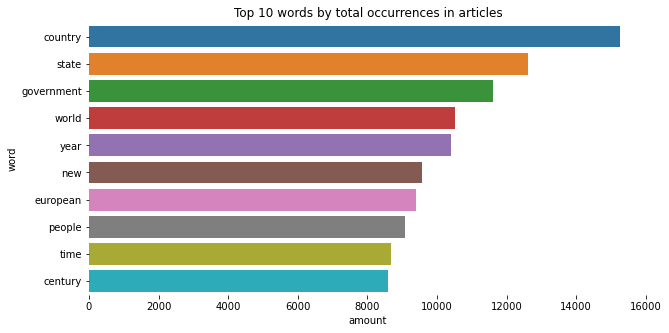 Top 10 words by total occurrences in articles
word
country
state
government
world
year
new
european
people
time
century
0 2000 4000 6000 8000 10000 12000 14000 16000
amount